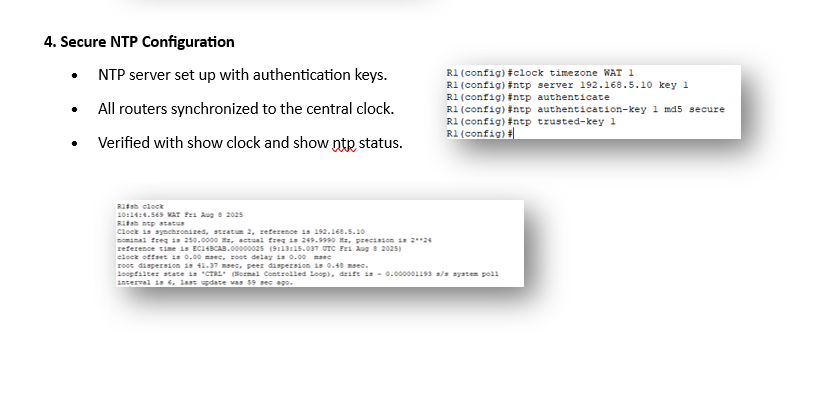 4. Secure NTP Configuration
• NTP server set up with authentication keys.
• All routers synchronized to the central clock.
• Verified with show clock and show ntp status.
R1(config)#clock timezone WAT 1
R1(config)#ntp server 192.168.5.10 key 1
R1(config)#ntp authenticate
R1(config)#ntp authentication-key 1 md5 secure
R1(config)#ntp trusted-key 1
R1(config)#
R1#sh clock
10:14:4.569 WAT Fri Aug 8 2025
R1#sh ntp status
Clock is synchronized, stratum 2, reference is 192.168.5.10
nominal freq is 250.0000 Hz, actual freq is 249.9990 Hz, precision is 2**24
reference time is EC14BCAB.00000025 (9:13:15.037 UTC Fri Aug 8 2025)
clock offset is 0.00 msec, root delay is 0.00 msec
root dispersion is 41.37 msec, peer dispersion is 0.48 msec.
loopfilter state is 'CTRL' (Normal Controlled Loop), drift is - 0.000001193 s/s system poll
interval is 6, last update was 59 sec ago.